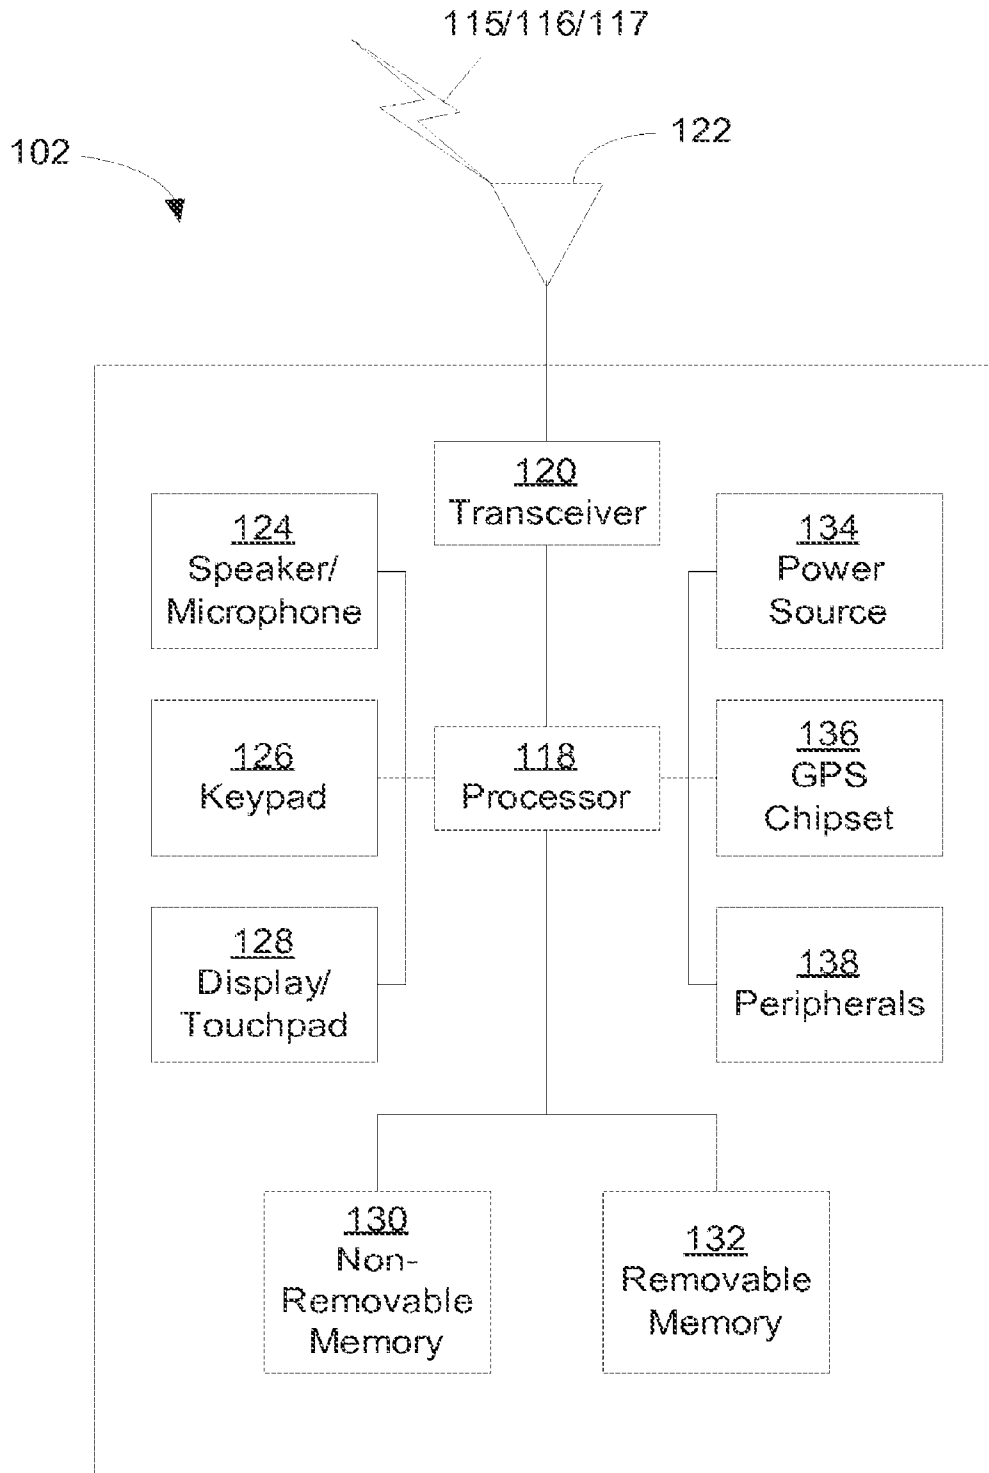 115/116/117
122
102
120
Transceiver
124
Speaker/
Microphone
134
Power
Source
126
Keypad
118
Processor
136
GPS
Chipset
128
Display/
Touchpad
138
Peripherals
130
Non-
Removable
Memory
132
Removable
Memory